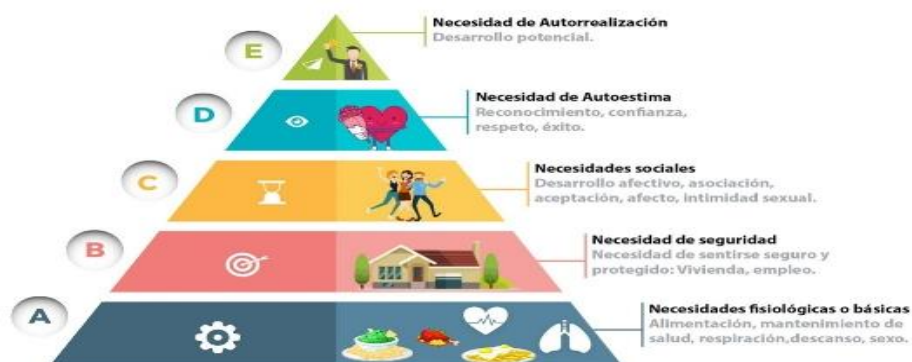 E
Necesidad de Autorrealización
Desarrollo potencial.
D
Necesidad de Autoestima
Reconocimiento, confianza,
respeto, éxito.
C
Necesidades sociales
Desarrollo afectivo, asociación,
aceptación, afecto, intimidad sexual.
B
Necesidad de seguridad
Necesidad de sentirse seguro y
protegido: Vivienda, empleo.
A
Necesidades fisiológicas o básicas
Alimentación, mantenimiento de
salud, respiración,descanso, sexo.